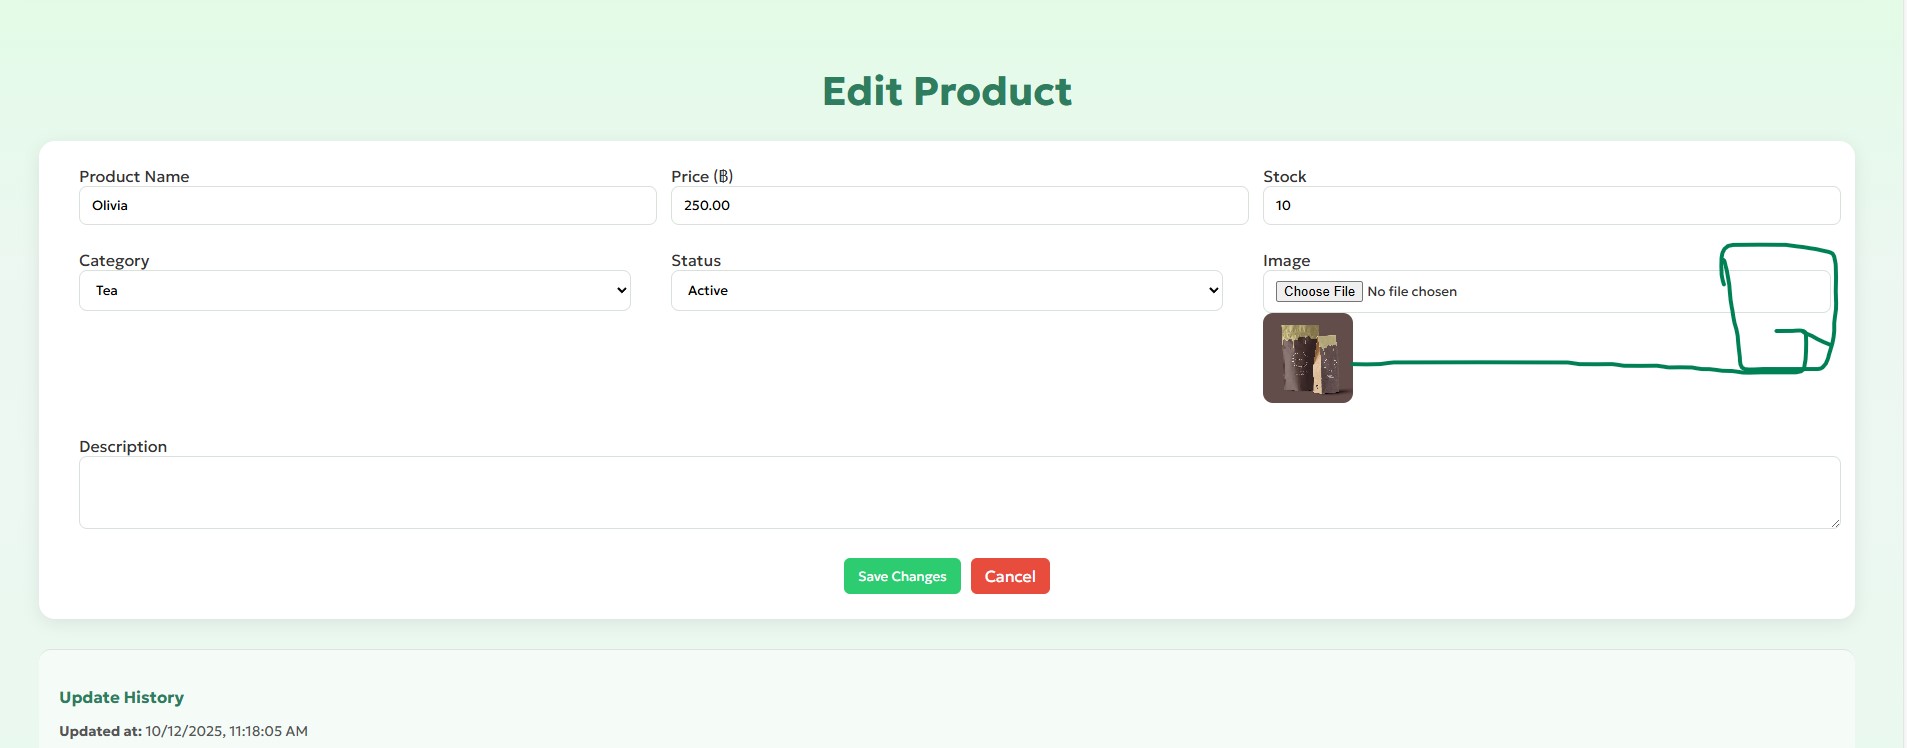 Edit Product
Product Name
Price (฿)
Stock
Olivia
250.00
10
Category
Status
Image
Tea
Active
Choose File No file chosen
Description
Save Changes
Cancel
Update History
Updated at: 10/12/2025, 11:18:05 AM